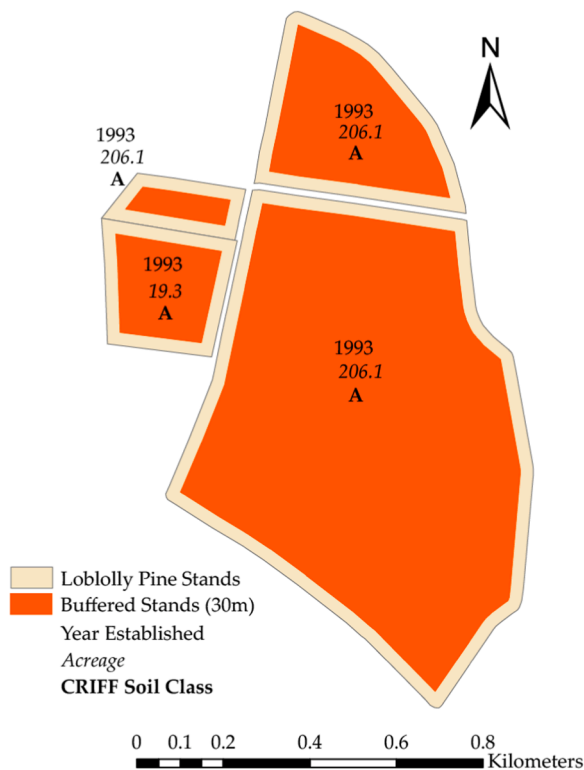 N
1993
206.1
A
1993
206.1
A
1993
19.3
A
1993
206.1
A
Loblolly Pine Stands
Buffered Stands (30m)
Year Established
Acreage
CRIFF Soil Class
0 0.1 0.2 0.4 0.6 0.8
Kilometers